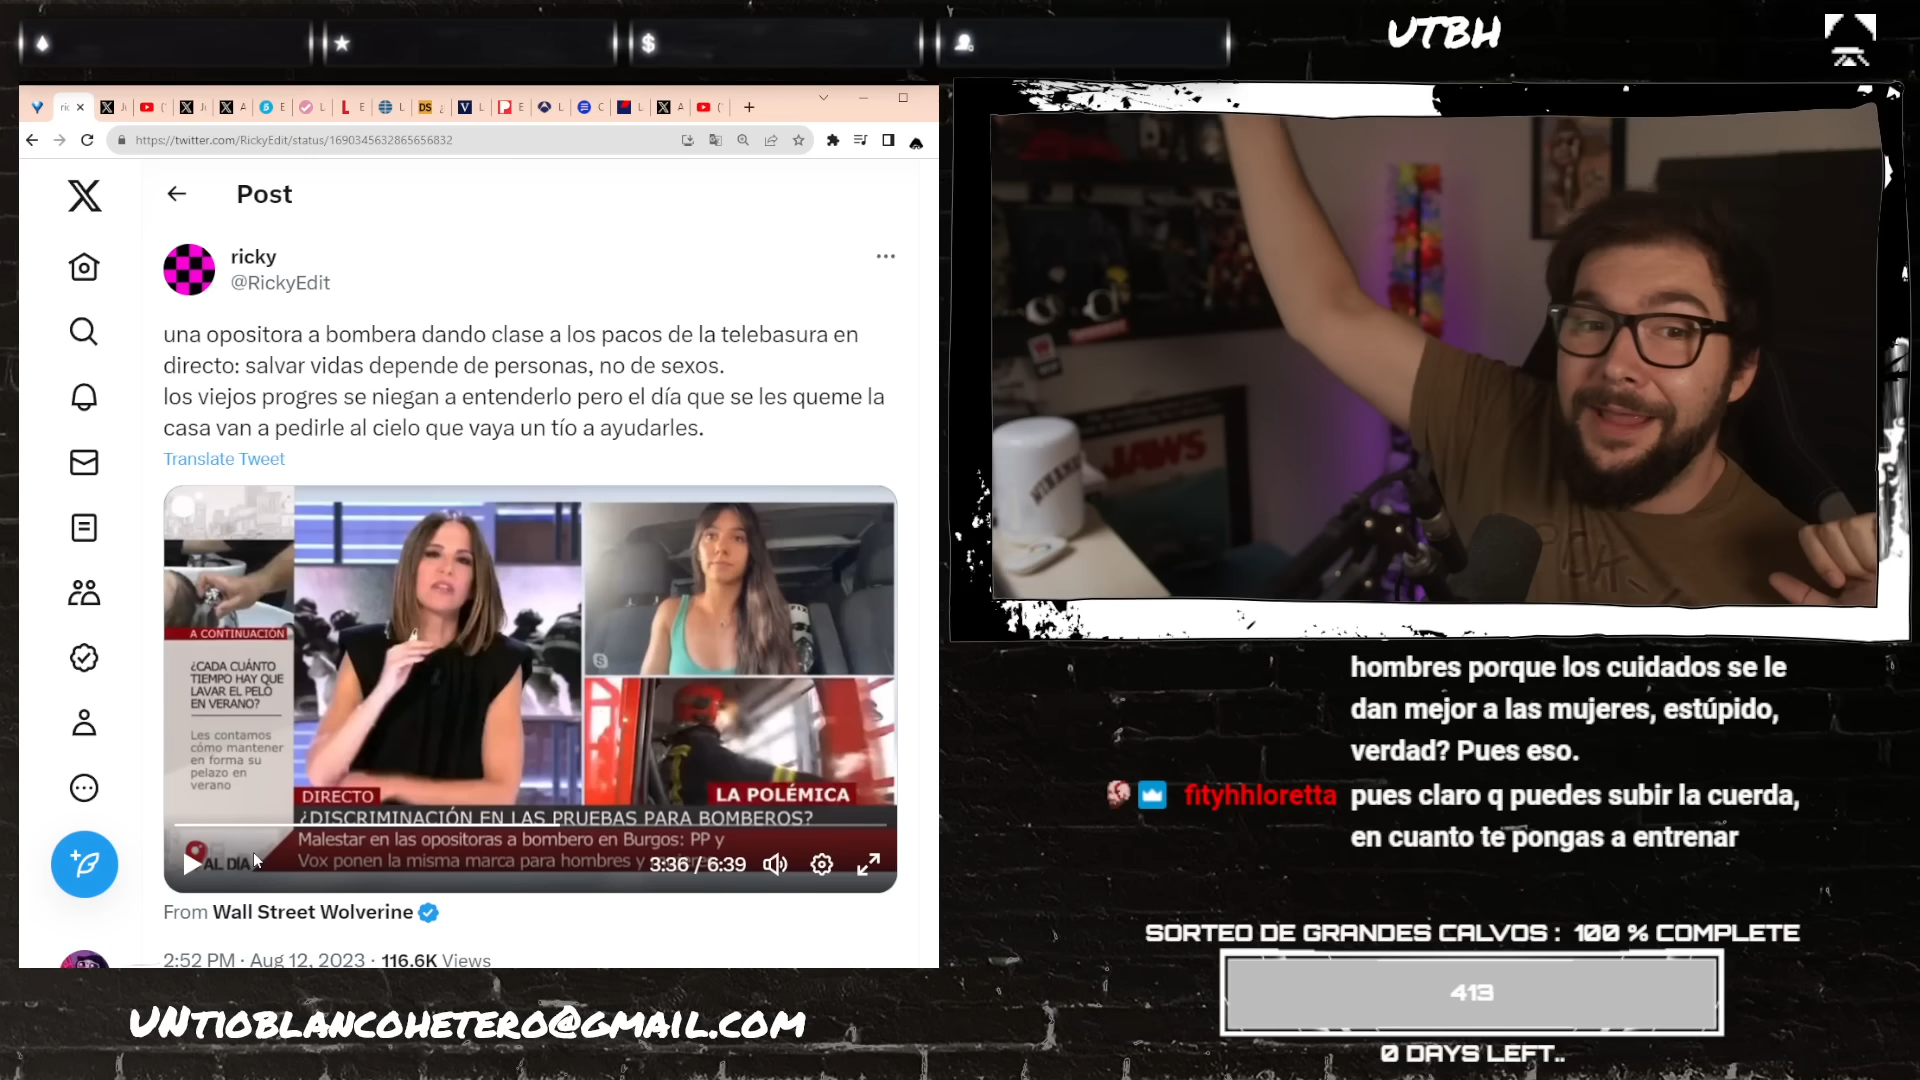 UTBH
https://twitter.com/RickyEdit/status/1690345632865656832
Post
ricky
@RickyEdit
una opositora a bombera dando clase a los pacos de la telebasura en
directo: salvar vidas depende de personas, no de sexos.
los viejos progres se niegan a entenderlo pero el día que se les queme la
casa van a pedirle al cielo que vaya un tío a ayudarles.
Translate Tweet
A CONTINUACIÓN
¿CADA CUÁNTO
TIEMPO HAY QUE
LAVAR EL PELO
EN VERANO?
Les contamos
cómo mantener
en forma su
pelazo en
verano
DIRECTO
LA POLÉMICA
¿DISCRIMINACIÓN EN LAS PRUEBAS PARA BOMBEROS?
Malestar en las opositoras a bombero en Burgos: PP y
Vox ponen la misma marca para hombres y
AL DÍA
3:36 / 6:39
From Wall Street Wolverine
2:52 PM · Aug 12, 2023 · 116.6K Views
JAWS
hombres porque los cuidados se le
dan mejor a las mujeres, estúpido,
verdad? Pues eso.
fityhhloretta pues claro q puedes subir la cuerda,
en cuanto te pongas a entrenar
SORTEO DE GRANDES CALVOS : 100 % COMPLETE
413
0 DAYS LEFT..
UNTIOBLANCOHETERO@GMAIL.COM